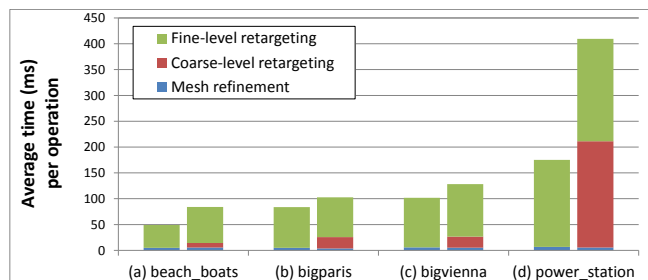 Average time (ms)
per operation
450
400
350
300
250
200
150
100
50
0
Fine-level retargeting
Coarse-level retargeting
Mesh refinement
(a) beach_boats
(b) bigparis
(c) bigvienna
(d) power_station